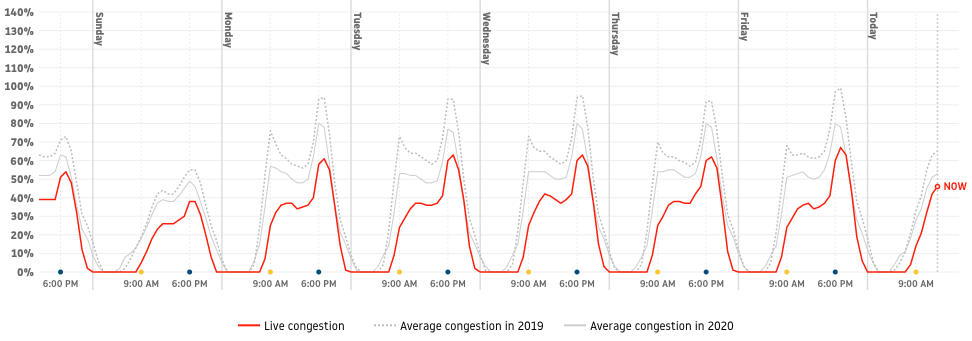 140%
130%
120%
110%
100%
90%
80%
70%
60%
50%
40%
30%
20%
10%
0%
Sunday
Monday
Tuesday
Wednesday
Thursday
Friday
Today
NOW
6:00 PM 9:00 AM 6:00 PM 9:00 AM 6:00 PM 9:00 AM 6:00 PM 9:00 AM 6:00 PM 9:00 AM 6:00 PM 9:00 AM 6:00 PM 9:00 AM
Live congestion Average congestion in 2019 Average congestion in 2020